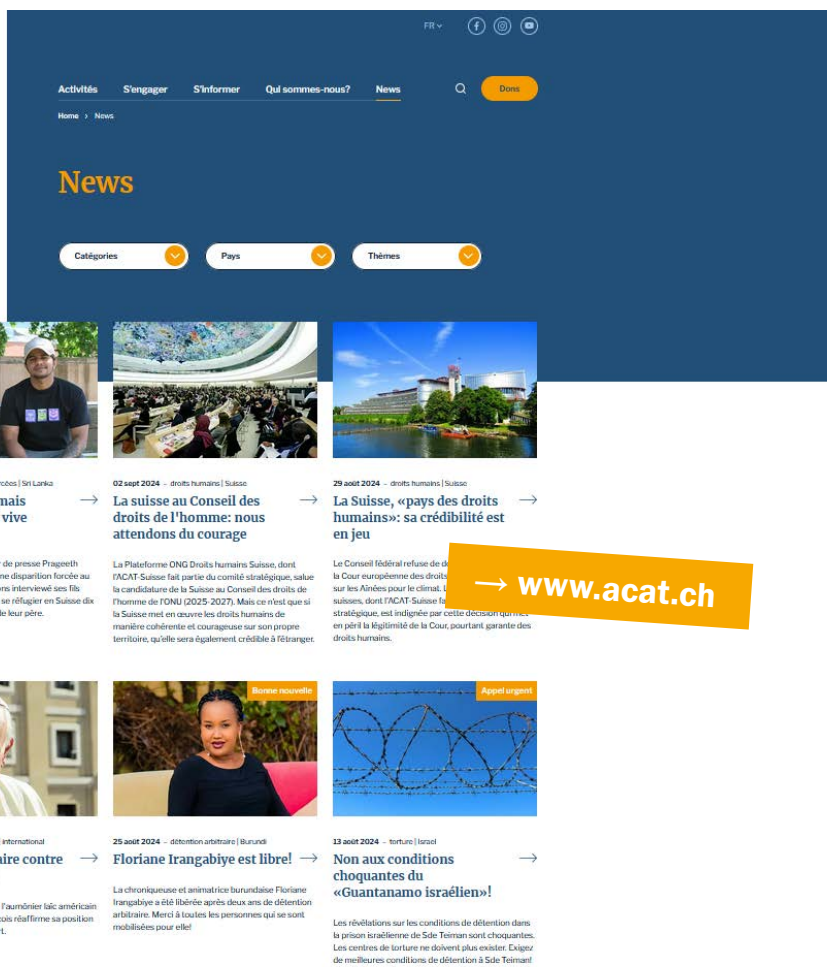 FR
Activités S'engager S'informer Qui sommes-nous? News Dons
Home › News
News
Catégories Pays Thèmes
rcées | Sri Lanka
mais
vive
de presse Prageeth
ne disparition forcée au
ns interviewé ses fils
se réfugier en Suisse dix
e leur père.
02 sept 2024 – droits humains | Suisse
La suisse au Conseil des
droits de l'homme: nous
attendons du courage
La Plateforme ONG Droits humains Suisse, dont
l'ACAT-Suisse fait partie du comité stratégique, salue
la candidature de la Suisse au Conseil des droits de
l'homme de l'ONU (2025-2027). Mais ce n'est que si
la Suisse met en œuvre les droits humains de
manière cohérente et courageuse sur son propre
territoire, qu'elle sera également crédible à l'étranger.
29 août 2024 – droits humains | Suisse
La Suisse, «pays des droits
humains»: sa crédibilité est
en jeu
Le Conseil fédéral refuse de
la Cour européenne des droits
sur les Aînées pour le climat.
suisses, dont l'ACAT-Suisse
stratégique, est indignée par cette décision qui met
en péril la légitimité de la Cour, pourtant garante des
droits humains.
→ www.acat.ch
international
ire contre
l'aumônier laïc américain
ois réaffirme sa position
t.
Bonne nouvelle
25 août 2024 – détention arbitraire | Burundi
Floriane Irangabiye est libre!
La chroniqueuse et animatrice burundaise Floriane
Irangabiye a été libérée après deux ans de détention
arbitraire. Merci à toutes les personnes qui se sont
mobilisées pour elle!
Appel urgent
13 août 2024 – torture | Israel
Non aux conditions
choquantes du
«Guantanamo israélien»!
Les révélations sur les conditions de détention dans
la prison israélienne de Sde Teiman sont choquantes.
Les centres de torture ne doivent plus exister. Exigez
de meilleures conditions de détention à Sde Teiman!